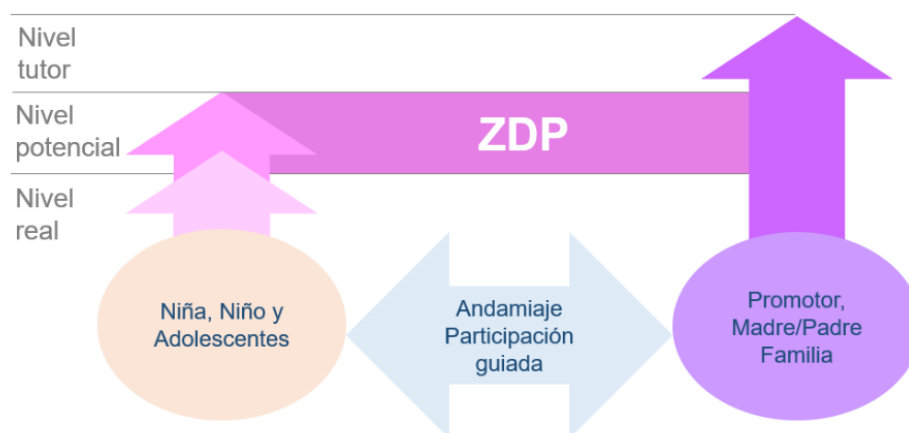 Nivel
tutor
Nivel
potencial
ZDP
Nivel
real
Niña, Niño y
Adolescentes
Andamiaje
Participación
guiada
Promotor,
Madre/Padre
Familia